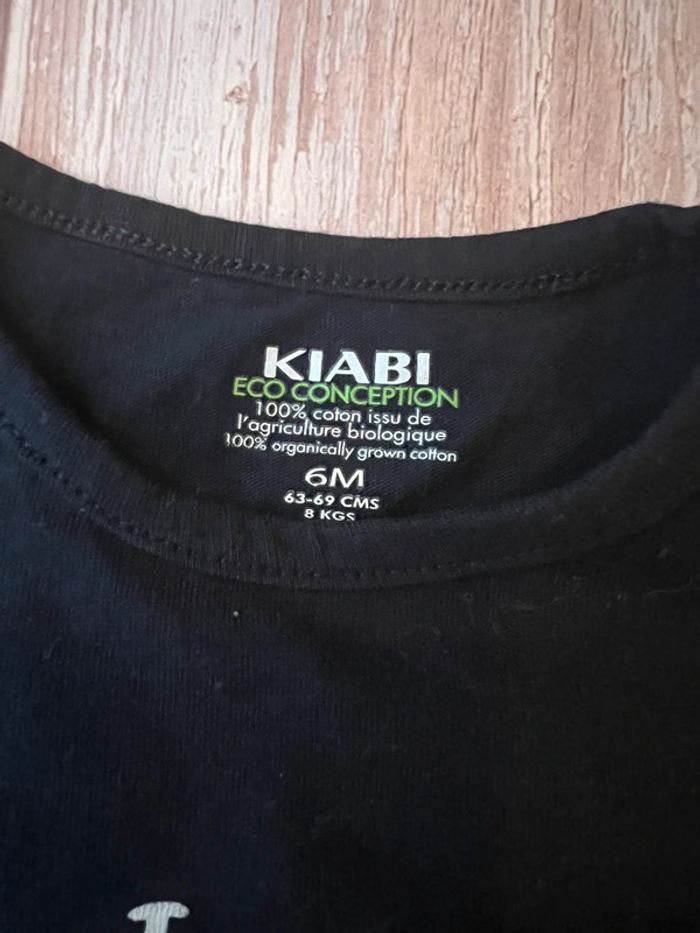 KIABI
ECO CONCEPTION
100% coton issu de
l'agriculture biologique
100% organically grown cotton
6M
63-69 CMS
8 KGS